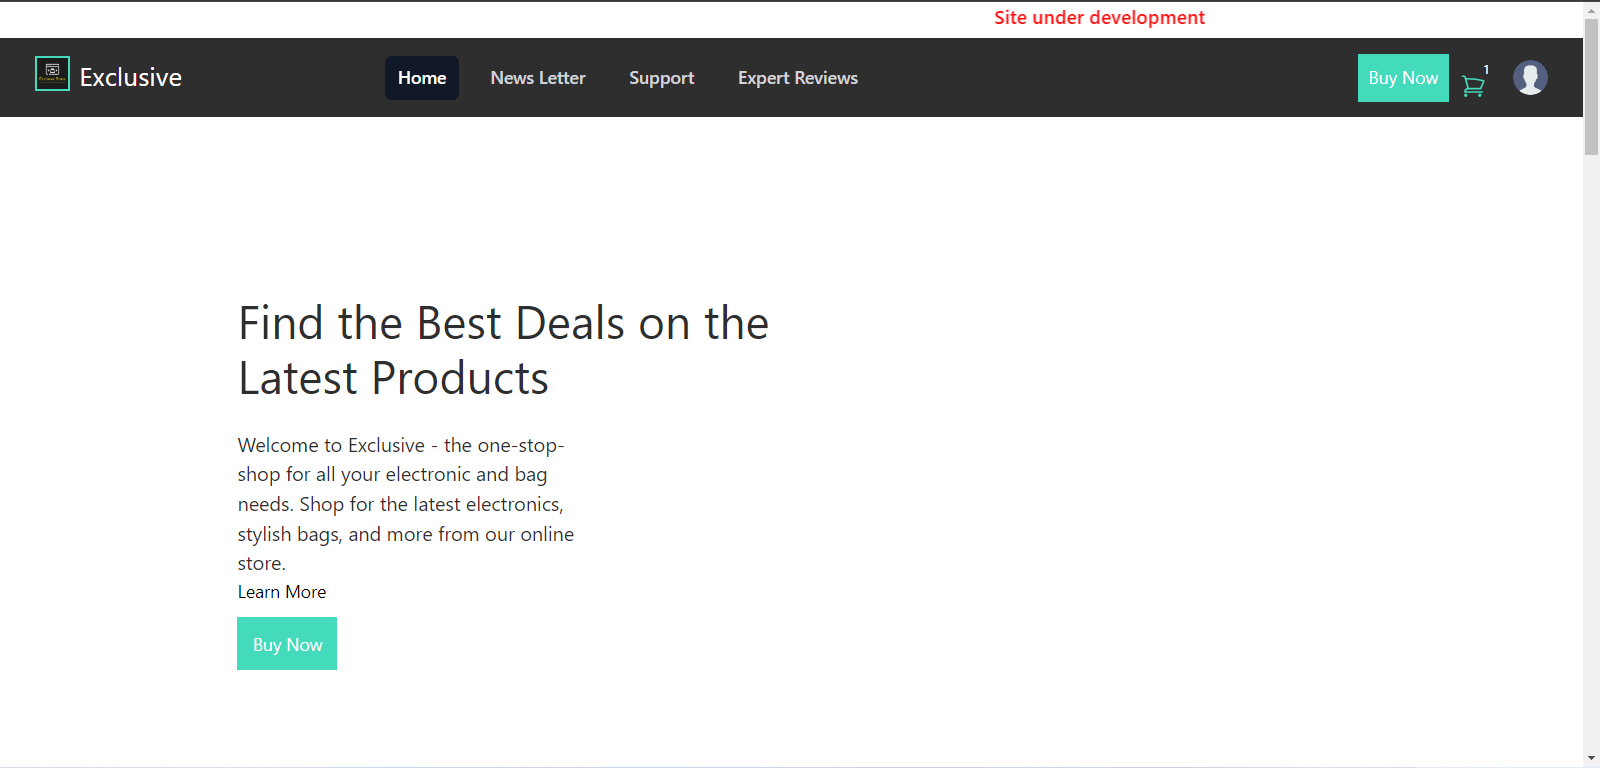 Site under development
Exclusive
Home
News Letter
Support
Expert Reviews
Buy Now
1
Find the Best Deals on the
Latest Products
Welcome to Exclusive - the one-stop-
shop for all your electronic and bag
needs. Shop for the latest electronics,
stylish bags, and more from our online
store.
Learn More
Buy Now